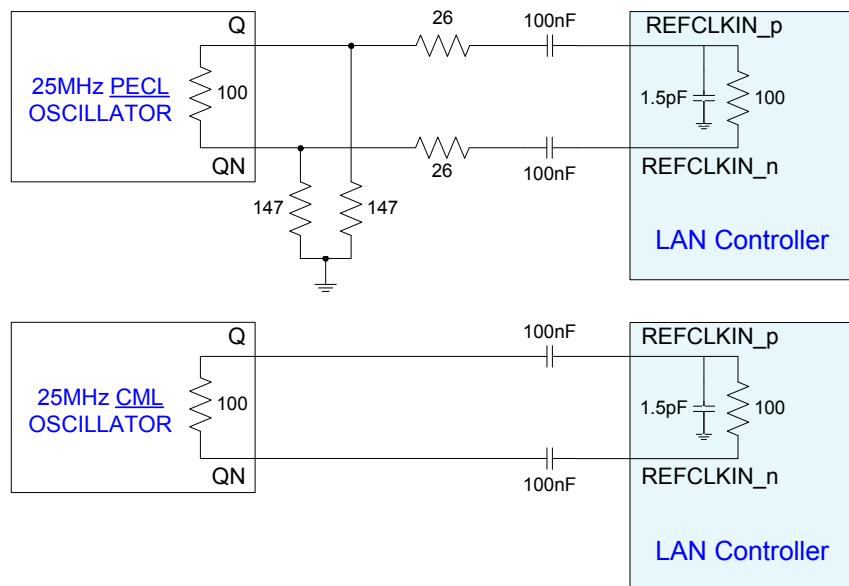 Q
26
100nF
REFCLKIN_p
25MHz PECL
OSCILLATOR
100
1.5pF
100
QN
26
100nF
REFCLKIN_n
147
147
LAN Controller
Q
100nF
REFCLKIN_p
25MHz CML
OSCILLATOR
100
1.5pF
100
QN
100nF
REFCLKIN_n
LAN Controller